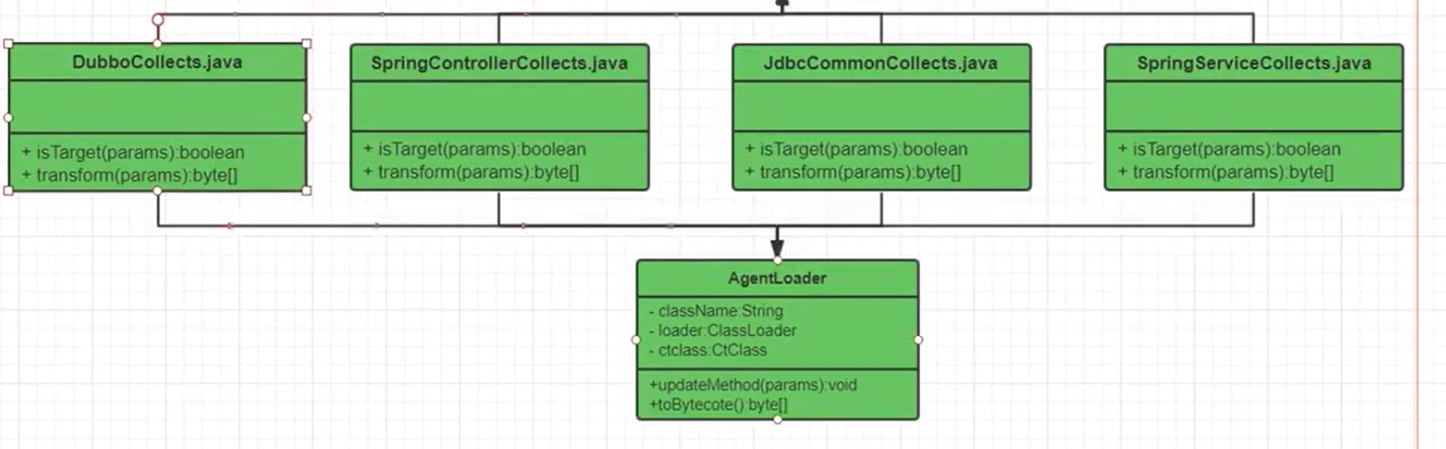 DubboCollects.java
+ isTarget(params):boolean
+ transform(params):byte[]
SpringControllerCollects.java
+ isTarget(params):boolean
+ transform(params):byte[]
JdbcCommonCollects.java
+ isTarget(params):boolean
+ transform(params):byte[]
SpringServiceCollects.java
+ isTarget(params):boolean
+ transform(params):byte[]
AgentLoader
- className:String
- loader:ClassLoader
- ctclass:CtClass
+updateMethod(params):void
+toBytecote():byte[]